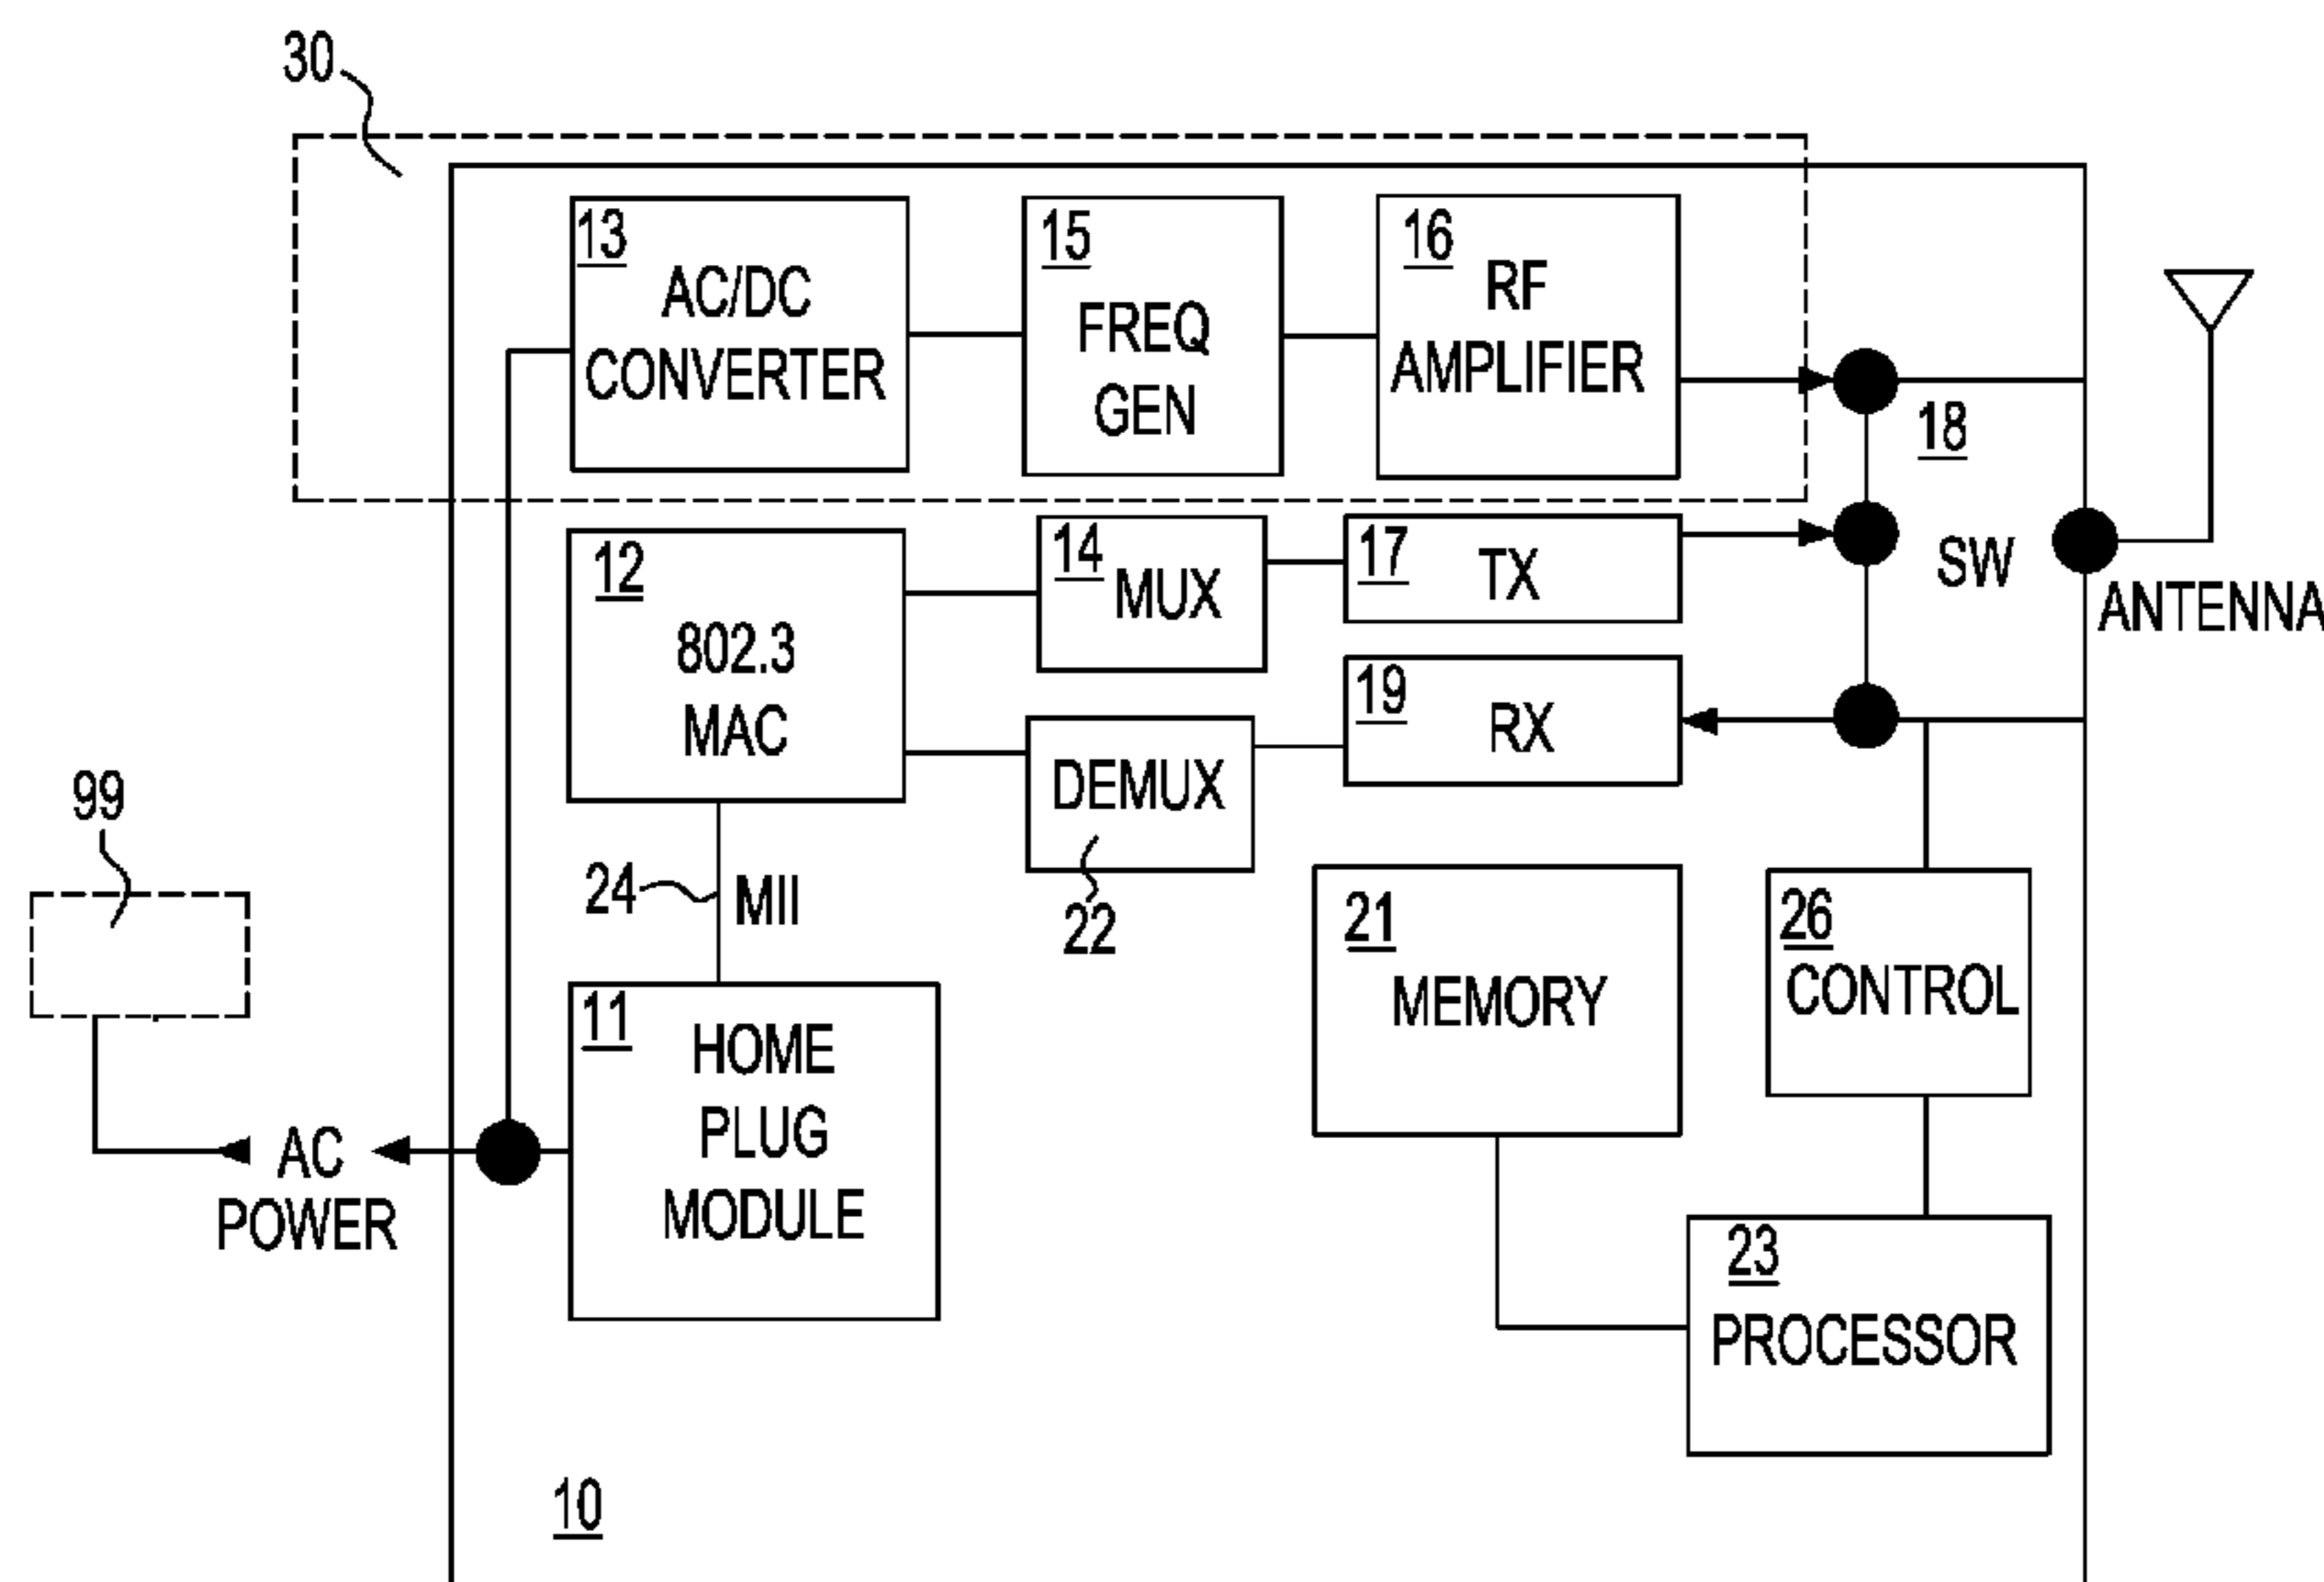 30
13
AC/DC
CONVERTER
15
FREQ
GEN
16
RF
AMPLIFIER
18
SW
ANTENNA
12
802.3
MAC
14
MUX
17
TX
19
RX
DEMUX
22
99
24
MII
21
MEMORY
26
CONTROL
11
HOME
PLUG
MODULE
AC
POWER
23
PROCESSOR
10